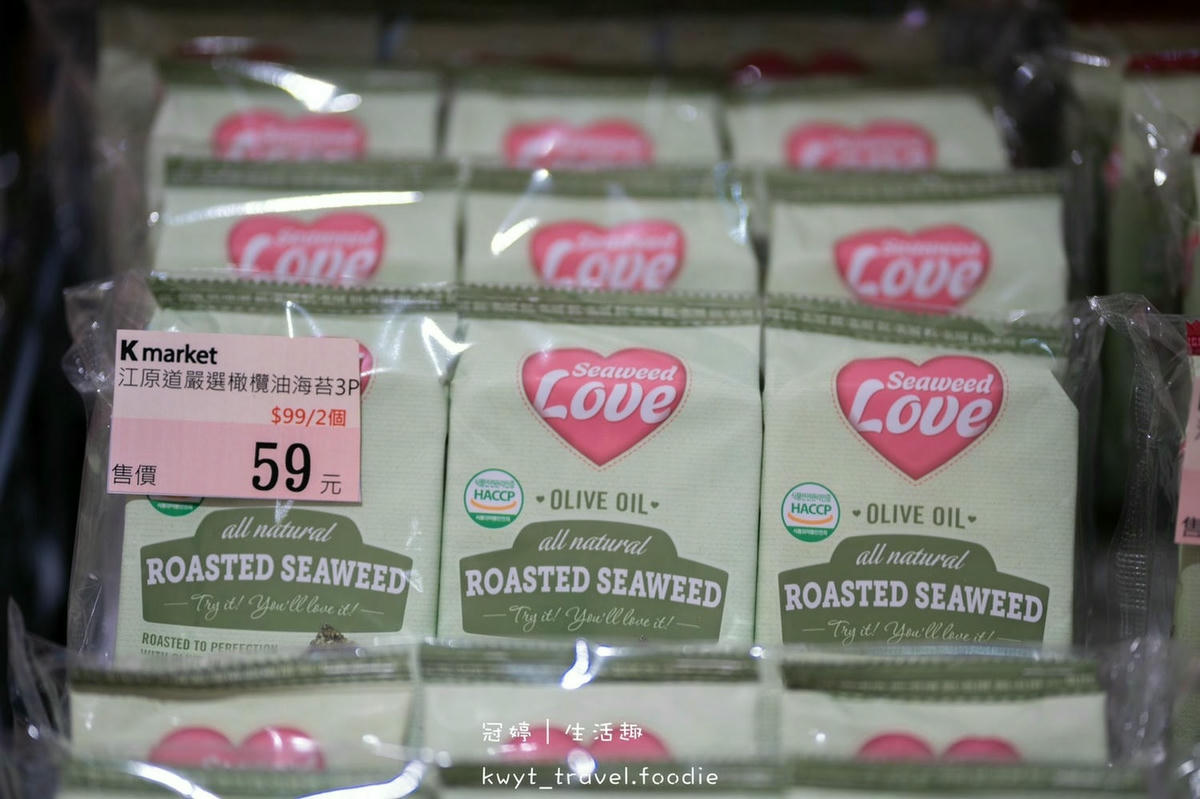 Seaweed
Love
Seaweed
Love
Seaweed
Love
K market
江原道嚴選橄欖油海苔3P
$99/2個
售價 59 元
Seaweed
Love
Seaweed
Love
HACCP
OLIVE OIL
HACCP
OLIVE OIL
all natural
ROASTED SEAWEED
Try it! You'll love it!
ROASTED TO PERFECTION
all natural
ROASTED SEAWEED
Try it! You'll love it!
all natural
ROASTED SEAWEED
Try it! You'll love it!
冠婷｜生活趣
kwyt_travel.foodie